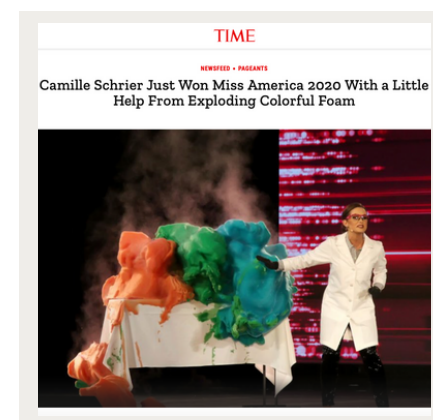 TIME
NEWSFEED • PAGEANTS
Camille Schrier Just Won Miss America 2020 With a Little
Help From Exploding Colorful Foam